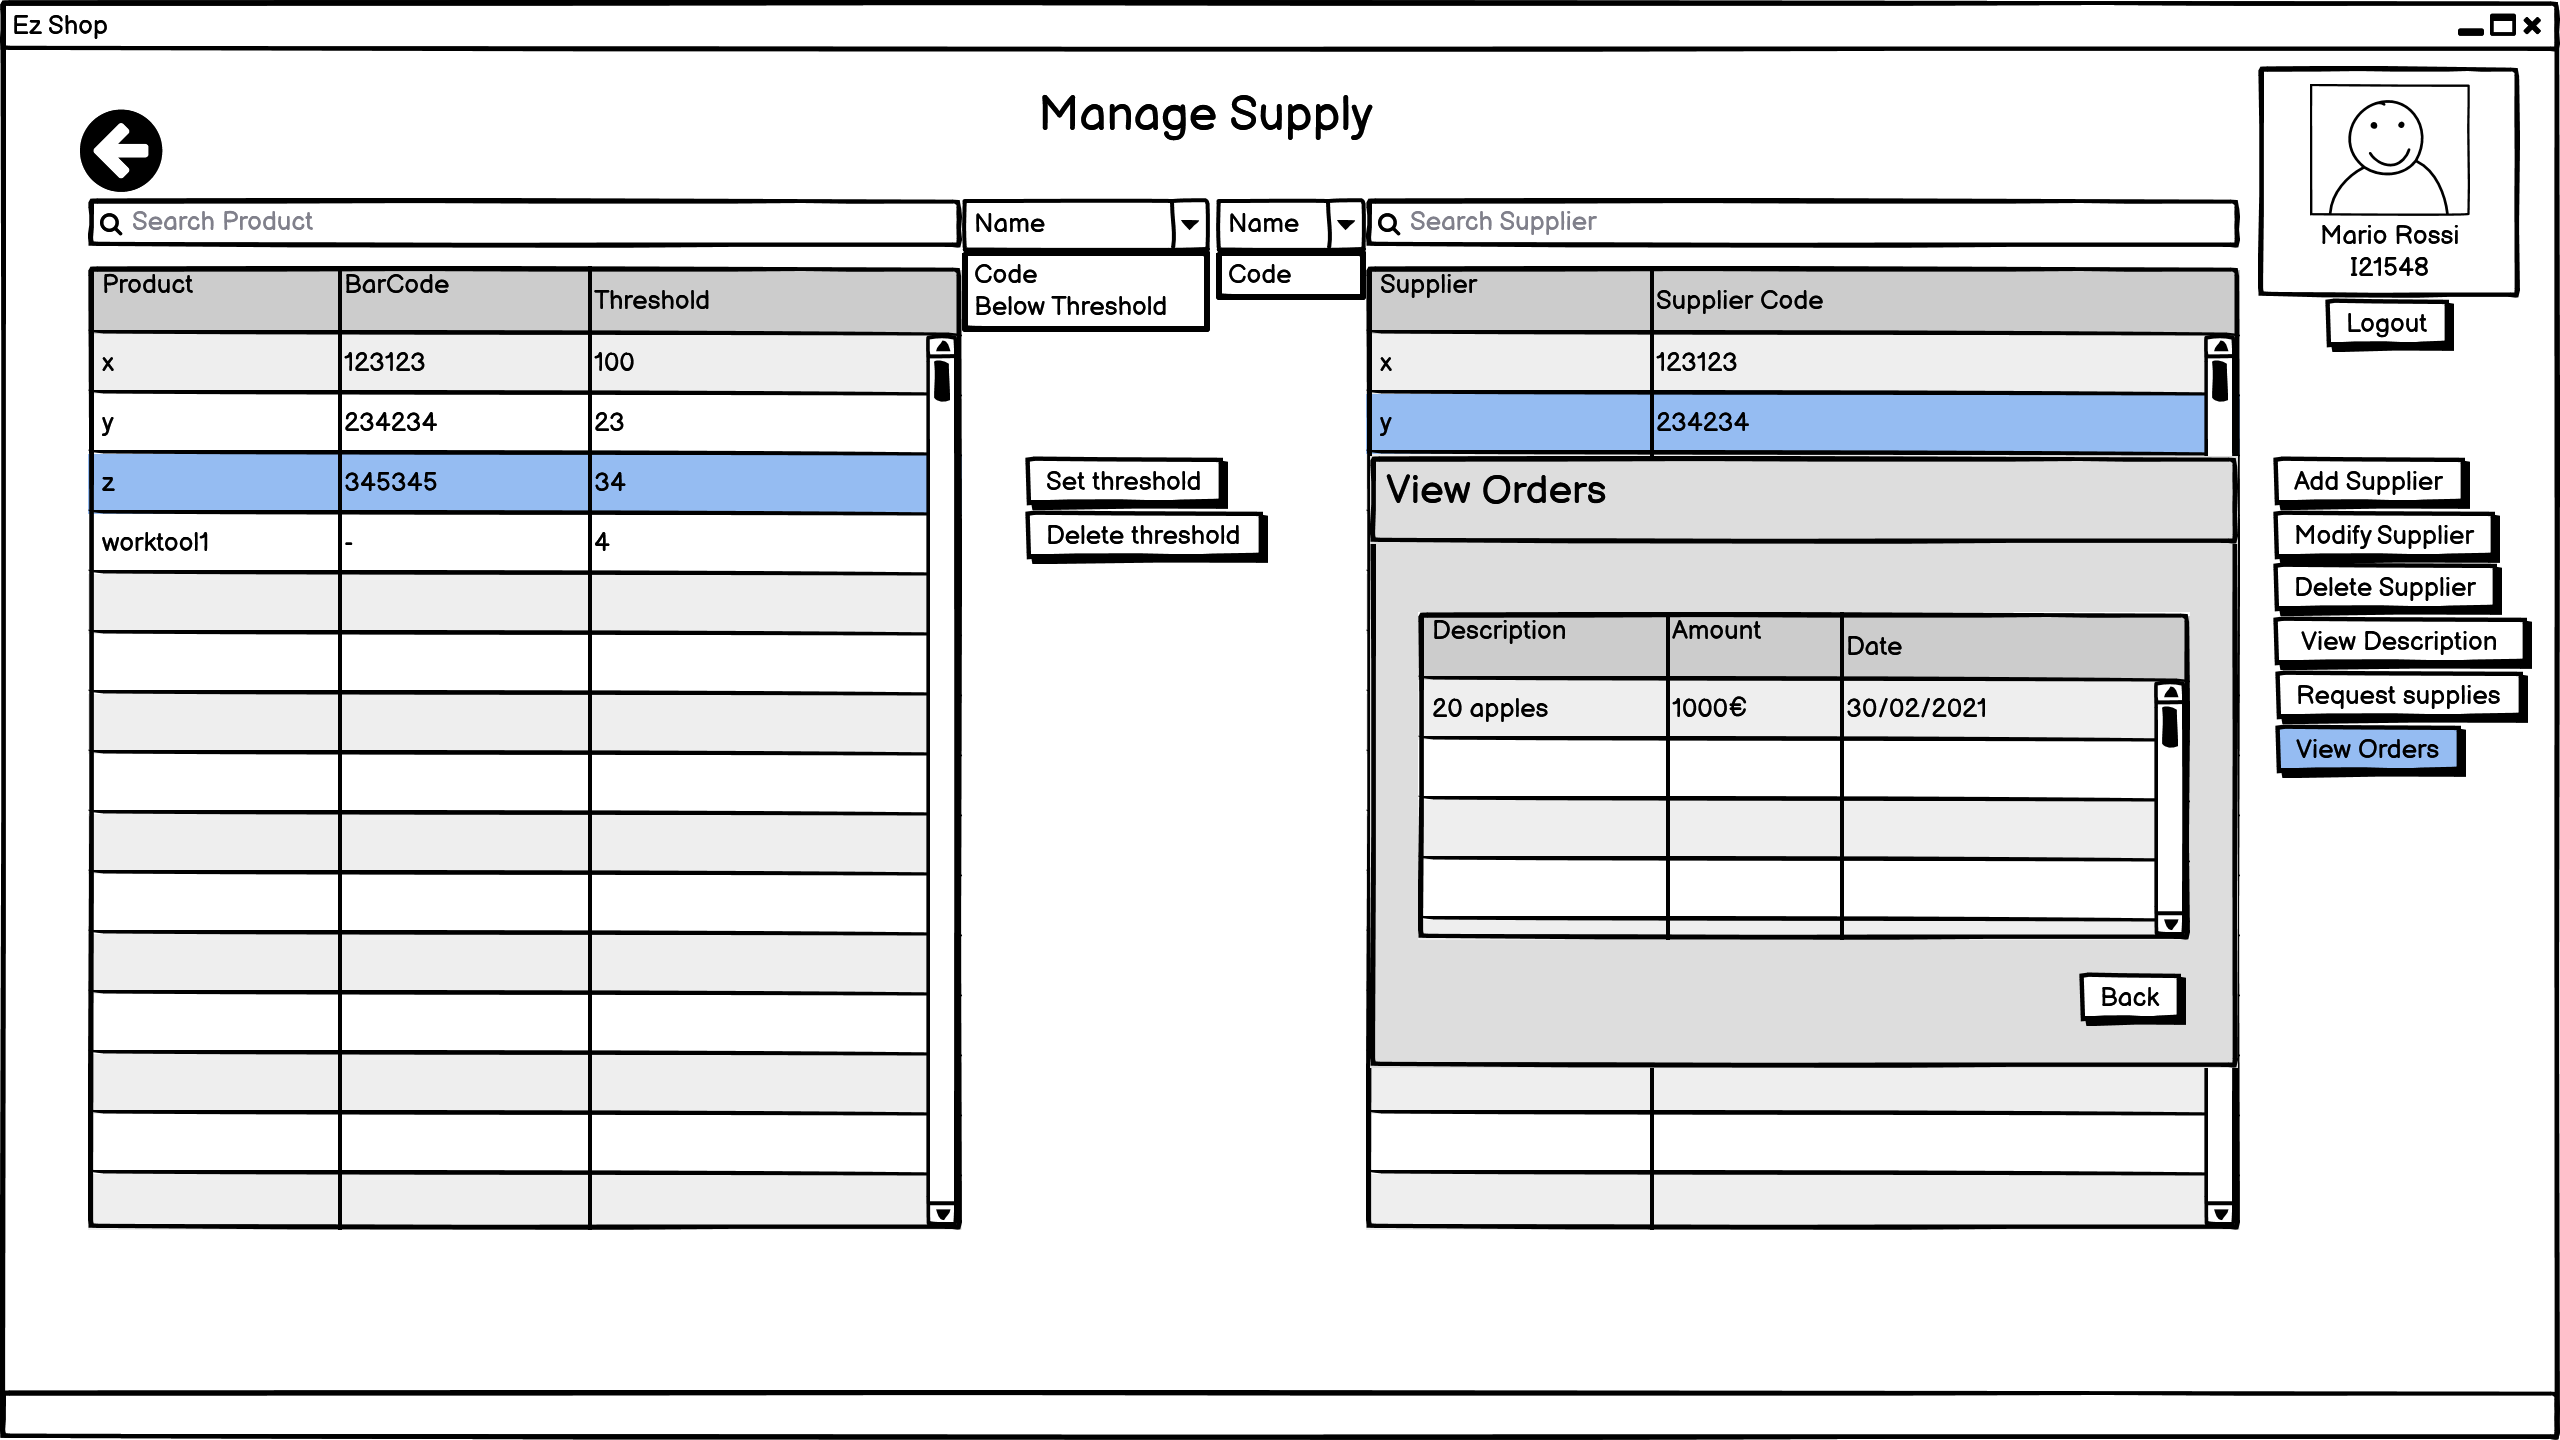 Ez Shop
Manage Supply
Mario Rossi
I21548
Logout
Search Product
Name
Code
Below Threshold
Name
Code
Search Supplier
Product BarCode Threshold
x 123123 100
y 234234 23
z 345345 34
worktool1 - 4
Set threshold
Delete threshold
Supplier Supplier Code
x 123123
y 234234
View Orders
Description Amount Date
20 apples 1000€ 30/02/2021
Back
Add Supplier
Modify Supplier
Delete Supplier
View Description
Request supplies
View Orders